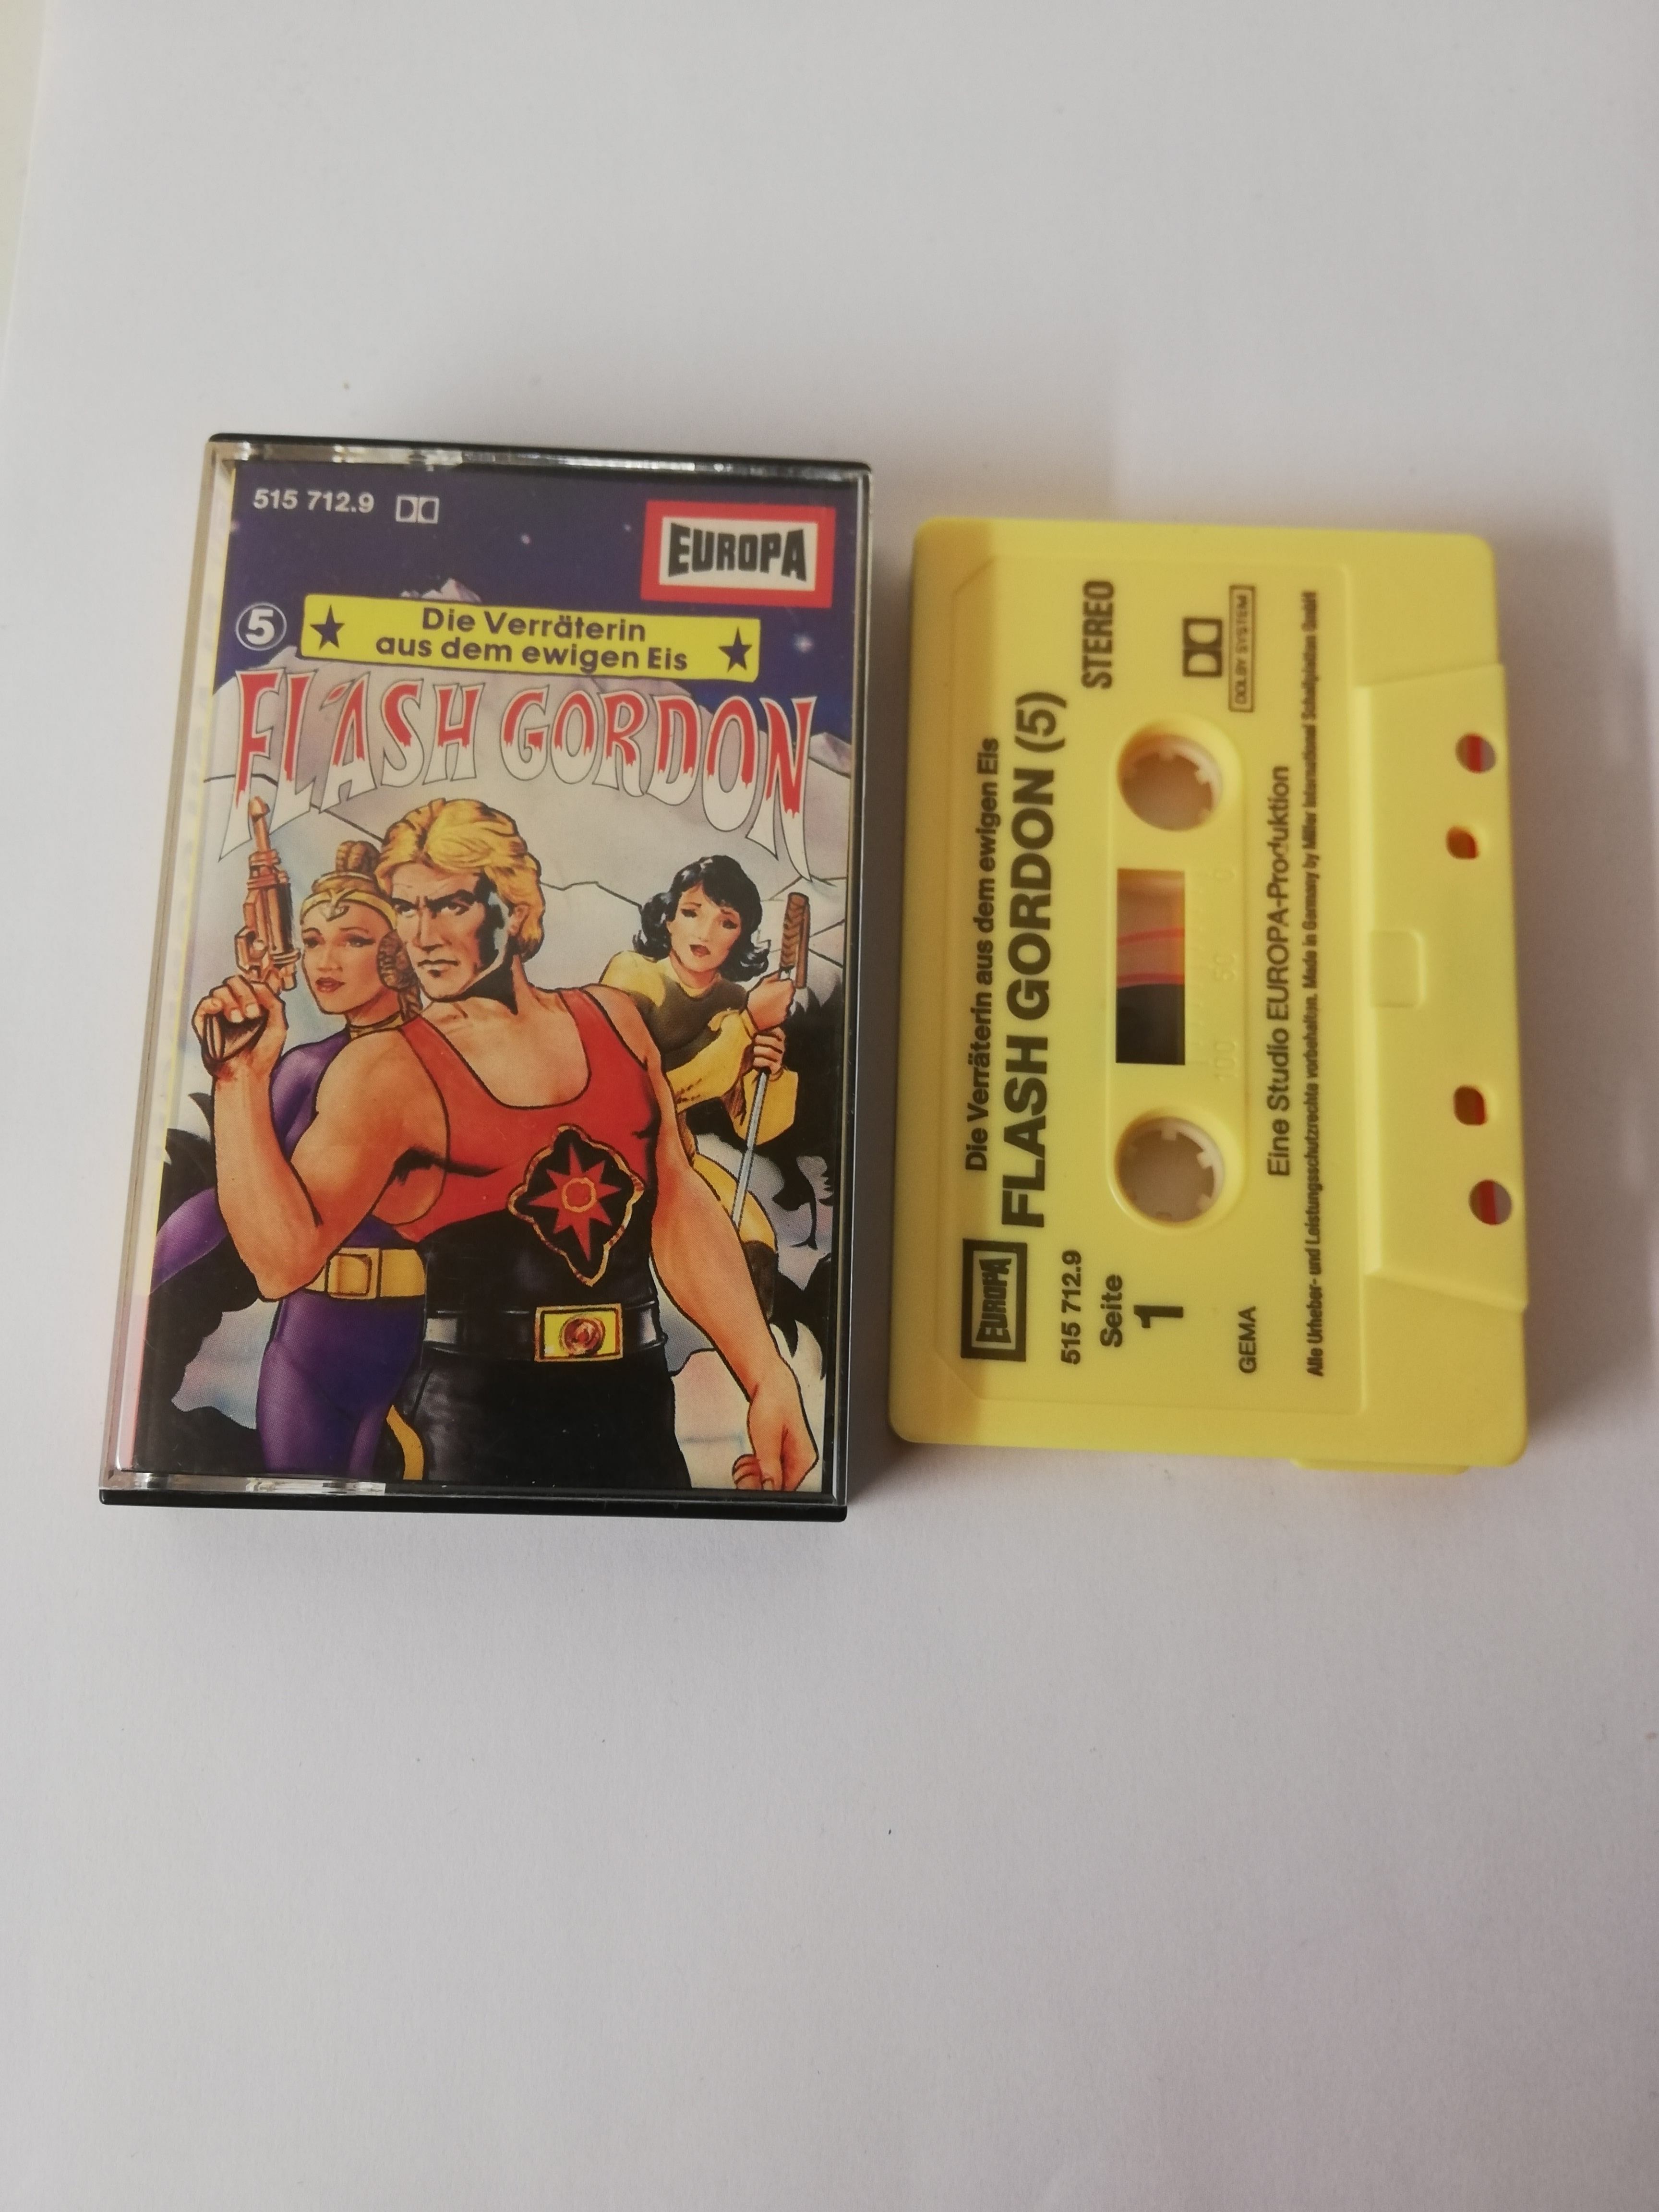 515 712.9
EUROPA
5
Die Verräterin
aus dem ewigen Eis
FLASH GORDON
Die Verräterin aus dem ewigen Eis
EUROPA
FLASH GORDON (5)
515 712.9
STEREO
Seite
1
DOLBY SYSTEM
100 50 0
GEMA
Eine Studio EUROPA-Produktion
Alle Urheber- und Leistungsschutzrechte vorbehalten. Made in Germany by Miller International Schallplatten GmbH